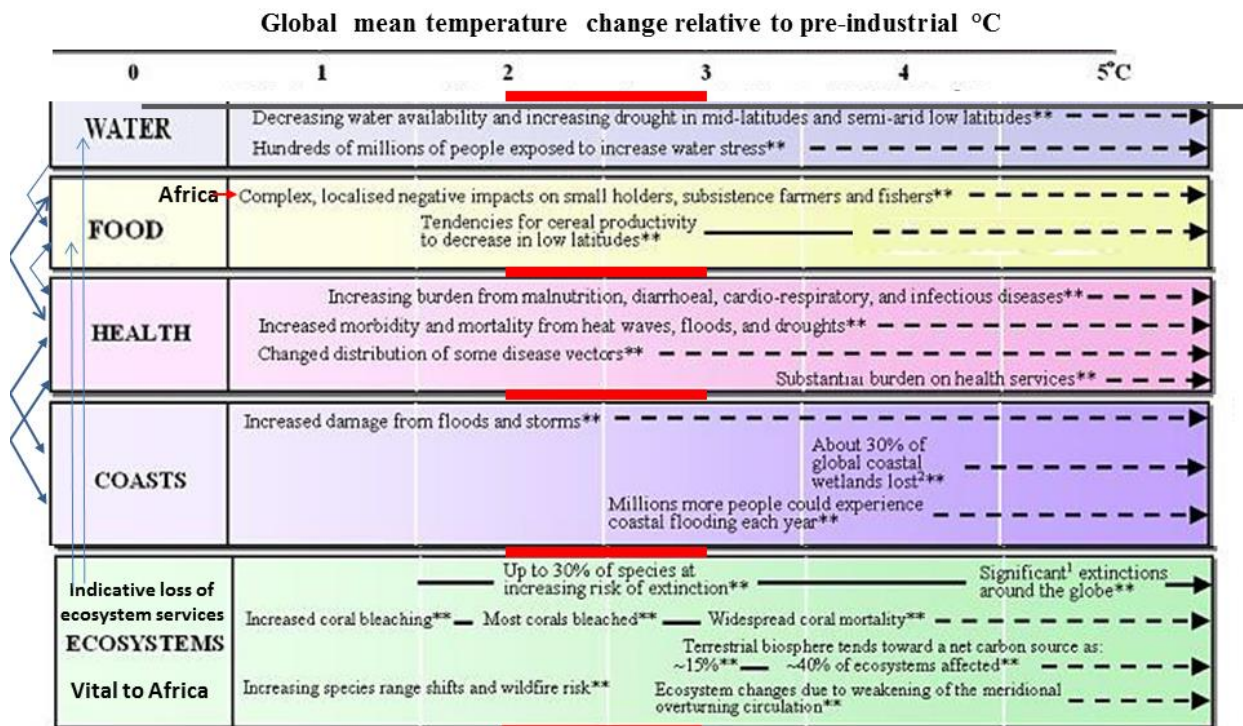 Global mean temperature change relative to pre-industrial °C
0 1 2 3 4 5°C
WATER
Decreasing water availability and increasing drought in mid-latitudes and semi-arid low latitudes**
Hundreds of millions of people exposed to increase water stress**
Africa
Complex, localised negative impacts on small holders, subsistence farmers and fishers**
FOOD
Tendencies for cereal productivity
to decrease in low latitudes**
HEALTH
Increasing burden from malnutrition, diarrhoeal, cardio-respiratory, and infectious diseases**
Increased morbidity and mortality from heat waves, floods, and droughts**
Changed distribution of some disease vectors**
Substantial burden on health services**
COASTS
Increased damage from floods and storms**
About 30% of
global coastal
wetlands lost²**
Millions more people could experience
coastal flooding each year**
Indicative loss of
ecosystem services
ECOSYSTEMS
Vital to Africa
Up to 30% of species at
increasing risk of extinction**
Significant¹ extinctions
around the globe**
Increased coral bleaching** Most corals bleached** Widespread coral mortality**
Terrestrial biosphere tends toward a net carbon source as:
~15%** ~40% of ecosystems affected**
Increasing species range shifts and wildfire risk**
Ecosystem changes due to weakening of the meridional
overturning circulation**